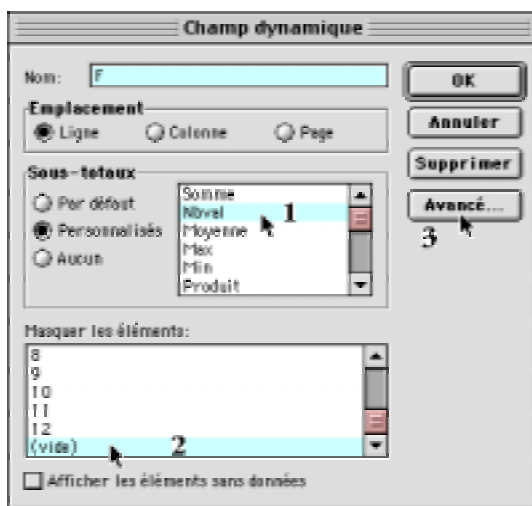 Champ dynamique
Nom: F
OK
Emplacement
Ligne Colonne Page
Annuler
Supprimer
Sous-totaux
Par défaut
Personnalisés
Aucun
Somme
Nbval 1
Moyenne
Max
Min
Produit
Avancé...
3
Masquer les éléments:
8
9
10
11
12
(vide) 2
Afficher les éléments sans données